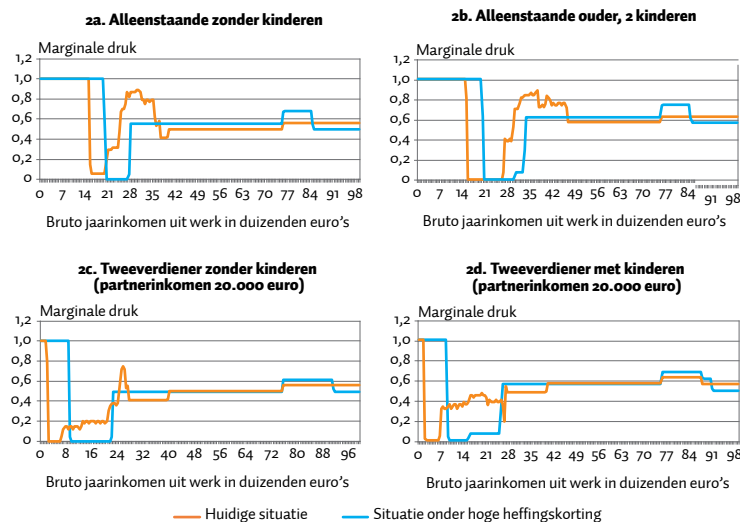 2a. Alleenstaande zonder kinderen
Marginale druk
1,2
1,0
0,8
0,6
0,4
0,2
0
0 7 14 21 28 35 42 49 56 63 70 77 84 91 98
Bruto jaarinkomen uit werk in duizenden euro's
2b. Alleenstaande ouder, 2 kinderen
Marginale druk
1,2
1,0
0,8
0,6
0,4
0,2
0
0 7 14 21 28 35 42 49 56 63 70 77 84 91 98
Bruto jaarinkomen uit werk in duizenden euro's
2c. Tweeverdiener zonder kinderen
(partnerinkomen 20.000 euro)
Marginale druk
1,2
1,0
0,8
0,6
0,4
0,2
0
0 8 16 24 32 40 48 56 64 72 80 88 96
Bruto jaarinkomen uit werk in duizenden euro's
2d. Tweeverdiener met kinderen
(partnerinkomen 20.000 euro)
Marginale druk
1,2
1,0
0,8
0,6
0,4
0,2
0
0 7 14 21 28 35 42 49 56 63 70 77 84 91 98
Bruto jaarinkomen uit werk in duizenden euro's
Huidige situatie Situatie onder hoge heffingskorting